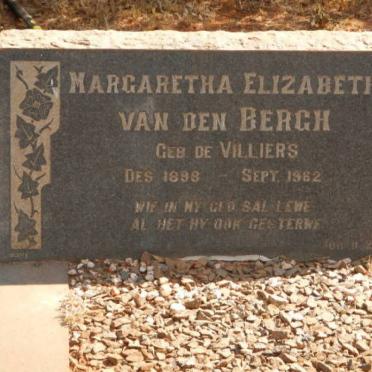 MARGARETHA ELIZABETH
VAN DEN BERGH
GEB DE VILLIERS
DES 1898 - SEPT. 1982
WIE IN MY GLO SAL LEWE
AL HET HY OOK GESTERWE